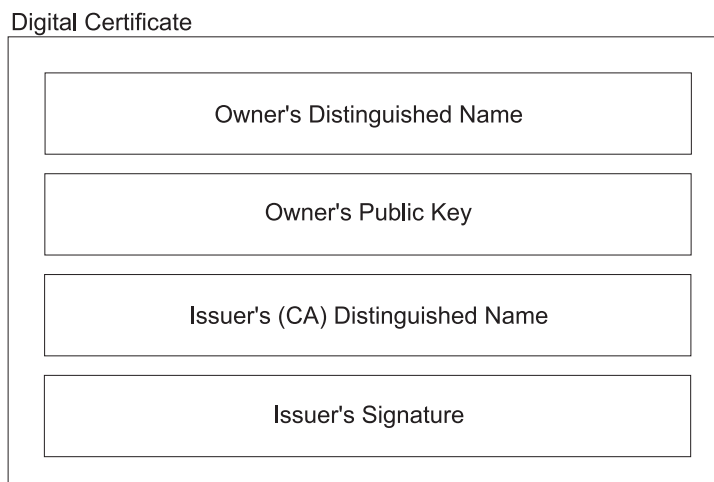 Digital Certificate
Owner's Distinguished Name
Owner's Public Key
Issuer's (CA) Distinguished Name
Issuer's Signature